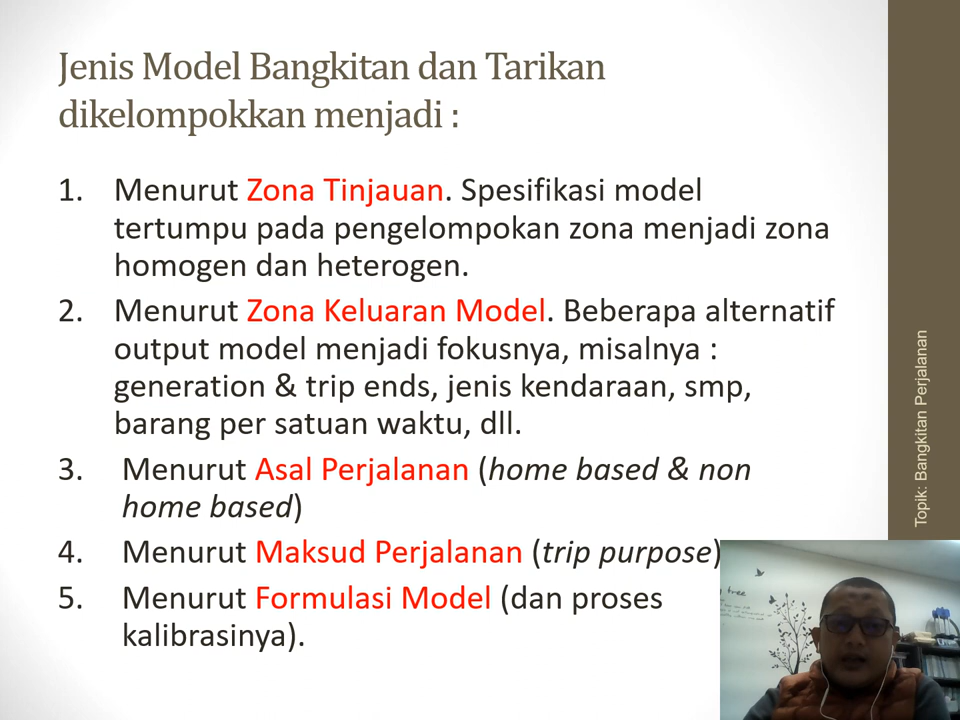 Jenis Model Bangkitan dan Tarikan
dikelompokkan menjadi :
1. Menurut Zona Tinjauan. Spesifikasi model
tertumpu pada pengelompokan zona menjadi zona
homogen dan heterogen.
2. Menurut Zona Keluaran Model. Beberapa alternatif
output model menjadi fokusnya, misalnya :
generation & trip ends, jenis kendaraan, smp,
barang per satuan waktu, dll.
3. Menurut Asal Perjalanan (home based & non
home based)
4. Menurut Maksud Perjalanan (trip purpose)
5. Menurut Formulasi Model (dan proses
kalibrasinya).
Topik: Bangkitan Perjalanan
tree